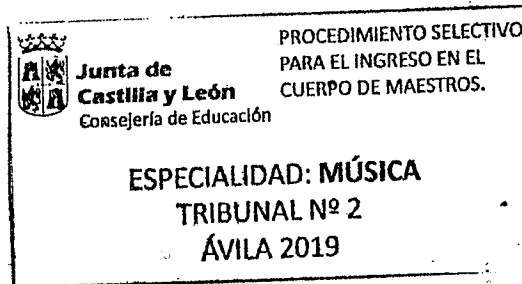 PROCEDIMIENTO SELECTIVO
PARA EL INGRESO EN EL
CUERPO DE MAESTROS.
Junta de
Castilla y León
Consejería de Educación
ESPECIALIDAD: MÚSICA
TRIBUNAL Nº 2
ÁVILA 2019